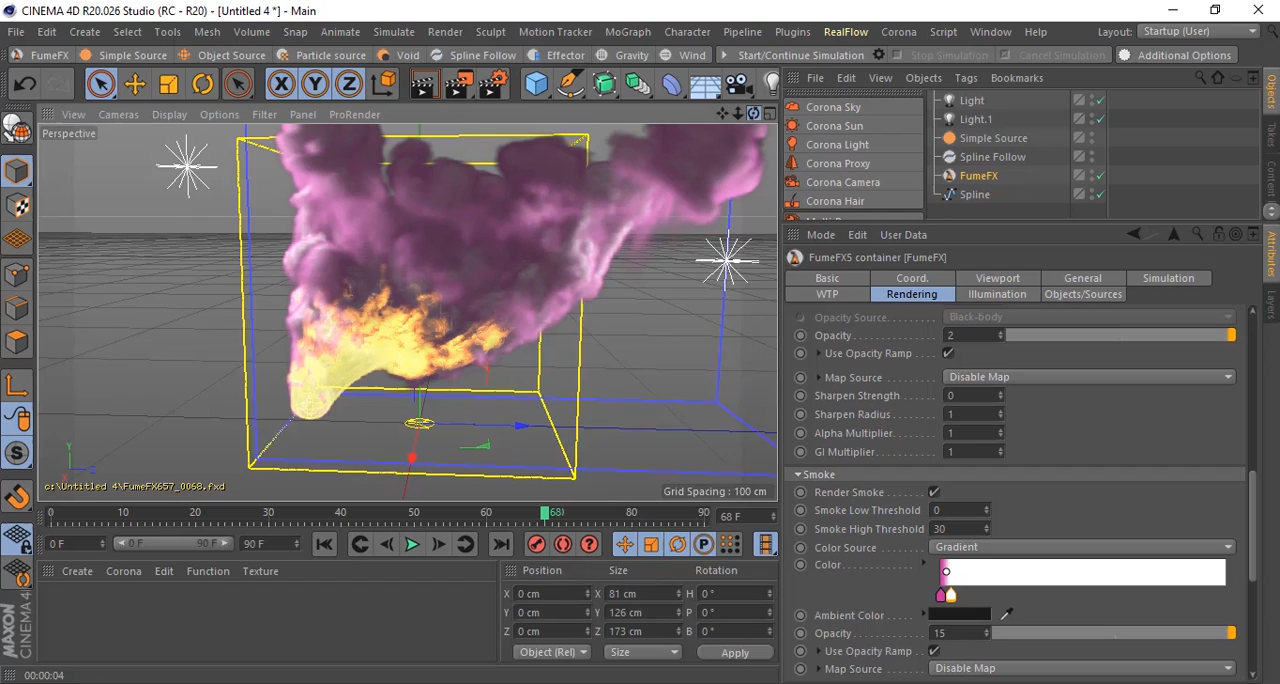 CINEMA 4D R20.026 Studio (RC - R20) - [Untitled 4 *] - Main
File Edit Create Select Tools Mesh Volume Snap Animate Simulate Render Sculpt Motion Tracker MoGraph Character Pipeline Plugins RealFlow Corona Script Window Help Layout: Startup (User)
FumeFX Simple Source Object Source Particle source Void Spline Follow Effector Gravity Wind Start/Continue Simulation Stop Simulation Cancel Simulation Additional Options
X Y Z
File Edit View Objects Tags Bookmarks
View Cameras Display Options Filter Panel ProRender
Perspective
Corona Sky
Corona Sun
Corona Light
Corona Proxy
Corona Camera
Corona Hair
Light
Light.1
Simple Source
Spline Follow
FumeFX
Spline
Objects
Takes
Attributes
Layers
Mode Edit User Data
FumeFX5 container [FumeFX]
Basic Coord. Viewport General Simulation
WTP Rendering Illumination Objects/Sources
Opacity Source Black-body
Opacity 2
Use Opacity Ramp
Map Source Disable Map
Sharpen Strength 0
Sharpen Radius 1
Alpha Multiplier 1
GI Multiplier 1
Smoke
Render Smoke
Smoke Low Threshold 0
Smoke High Threshold 30
Color Source Gradient
Color
Ambient Color
Opacity 15
Use Opacity Ramp
Map Source Disable Map
Y
Z
c:\Untitled 4\FumeFX657_0068.fxd
Grid Spacing : 100 cm
0 10 20 30 40 50 60 68) 80 90 68 F
0 F 0 F 90 F 90 F
P
S
Create Corona Edit Function Texture
Position Size Rotation
X 0 cm X 81 cm H 0 °
Y 0 cm Y 126 cm P 0 °
Z 0 cm Z 173 cm B 0 °
Object (Rel) Size Apply
MAXON
CINEMA 4D
00:00:04